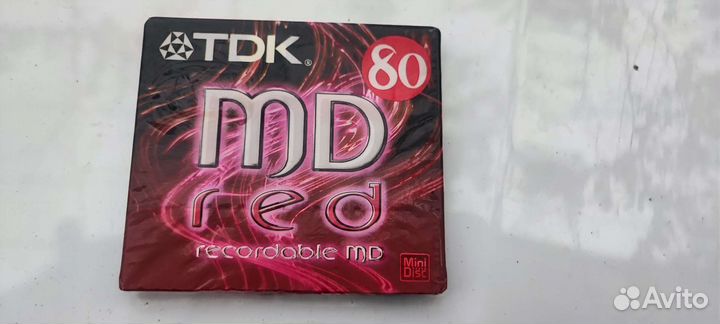 TDK®
80
MD
red
recordable MD
Mini
Disc
Avito